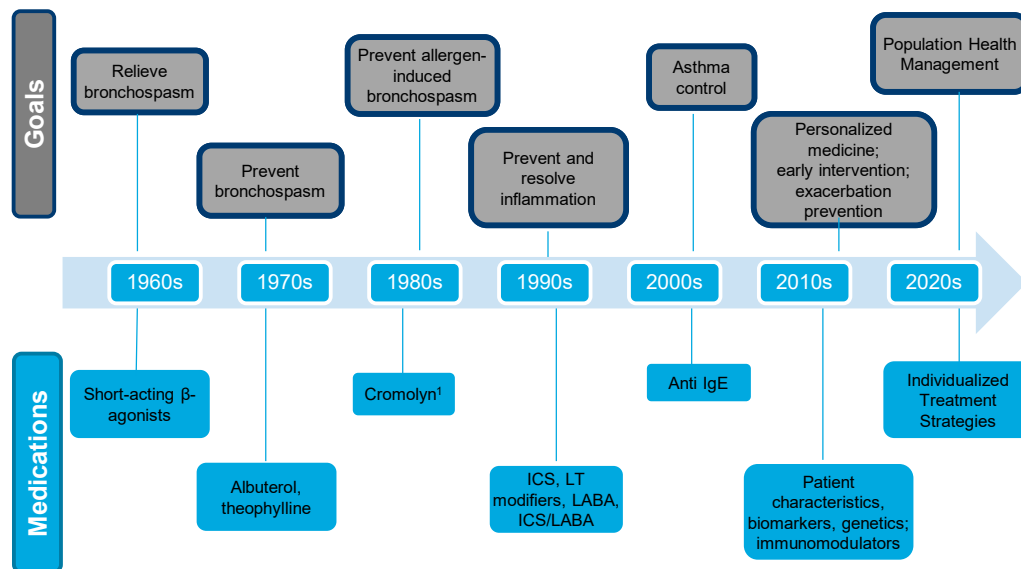 Goals
Relieve
bronchospasm
Prevent
bronchospasm
Prevent allergen-
induced
bronchospasm
Prevent and
resolve
inflammation
Asthma
control
Personalized
medicine;
early intervention;
exacerbation
prevention
Population Health
Management
1960s
1970s
1980s
1990s
2000s
2010s
2020s
Medications
Short-acting β-
agonists
Albuterol,
theophylline
Cromolyn¹
ICS, LT
modifiers, LABA,
ICS/LABA
Anti IgE
Patient
characteristics,
biomarkers, genetics;
immunomodulators
Individualized
Treatment
Strategies